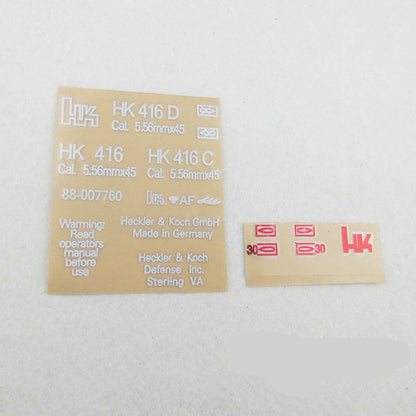 HK
HK 416 D
Cal. 5.56mmx45
HK 416
Cal. 5.56mmx45
HK 416 C
Cal. 5.56mmx45
88-007760
HK AF
Warning:
Read
operators
manual
before
use
Heckler & Koch GmbH
Made in Germany
Heckler & Koch
Defense Inc.
Sterling VA
30
30
HK